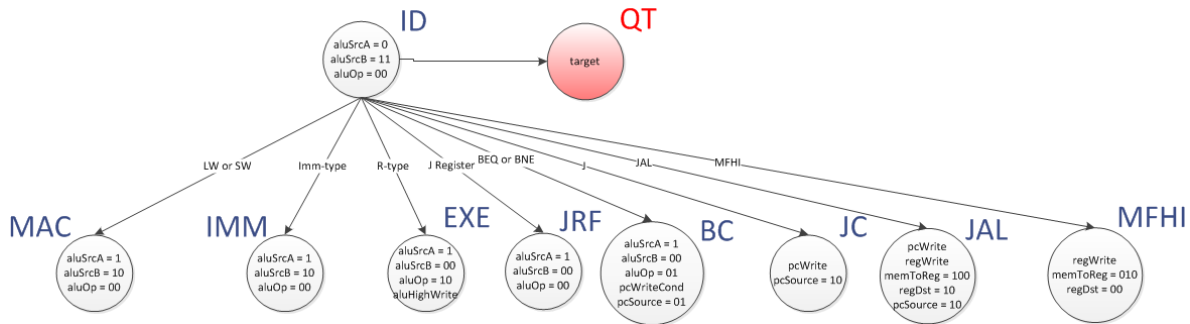 ID
QT
aluSrcA = 0
aluSrcB = 11
aluOp = 00
target
LW or SW
Imm-type
R-type
J Register
BEQ or BNE
J
JAL
MFHI
MAC
IMM
EXE
JRF
BC
JC
JAL
MFHI
aluSrcA = 1
aluSrcB = 10
aluOp = 00
aluSrcA = 1
aluSrcB = 10
aluOp = 00
aluSrcA = 1
aluSrcB = 00
aluOp = 10
aluHighWrite
aluSrcA = 1
aluSrcB = 00
aluOp = 00
aluSrcA = 1
aluSrcB = 00
aluOp = 01
pcWriteCond
pcSource = 01
pcWrite
pcSource = 10
pcWrite
regWrite
memToReg = 100
regDst = 10
pcSource = 10
regWrite
memToReg = 010
regDst = 00